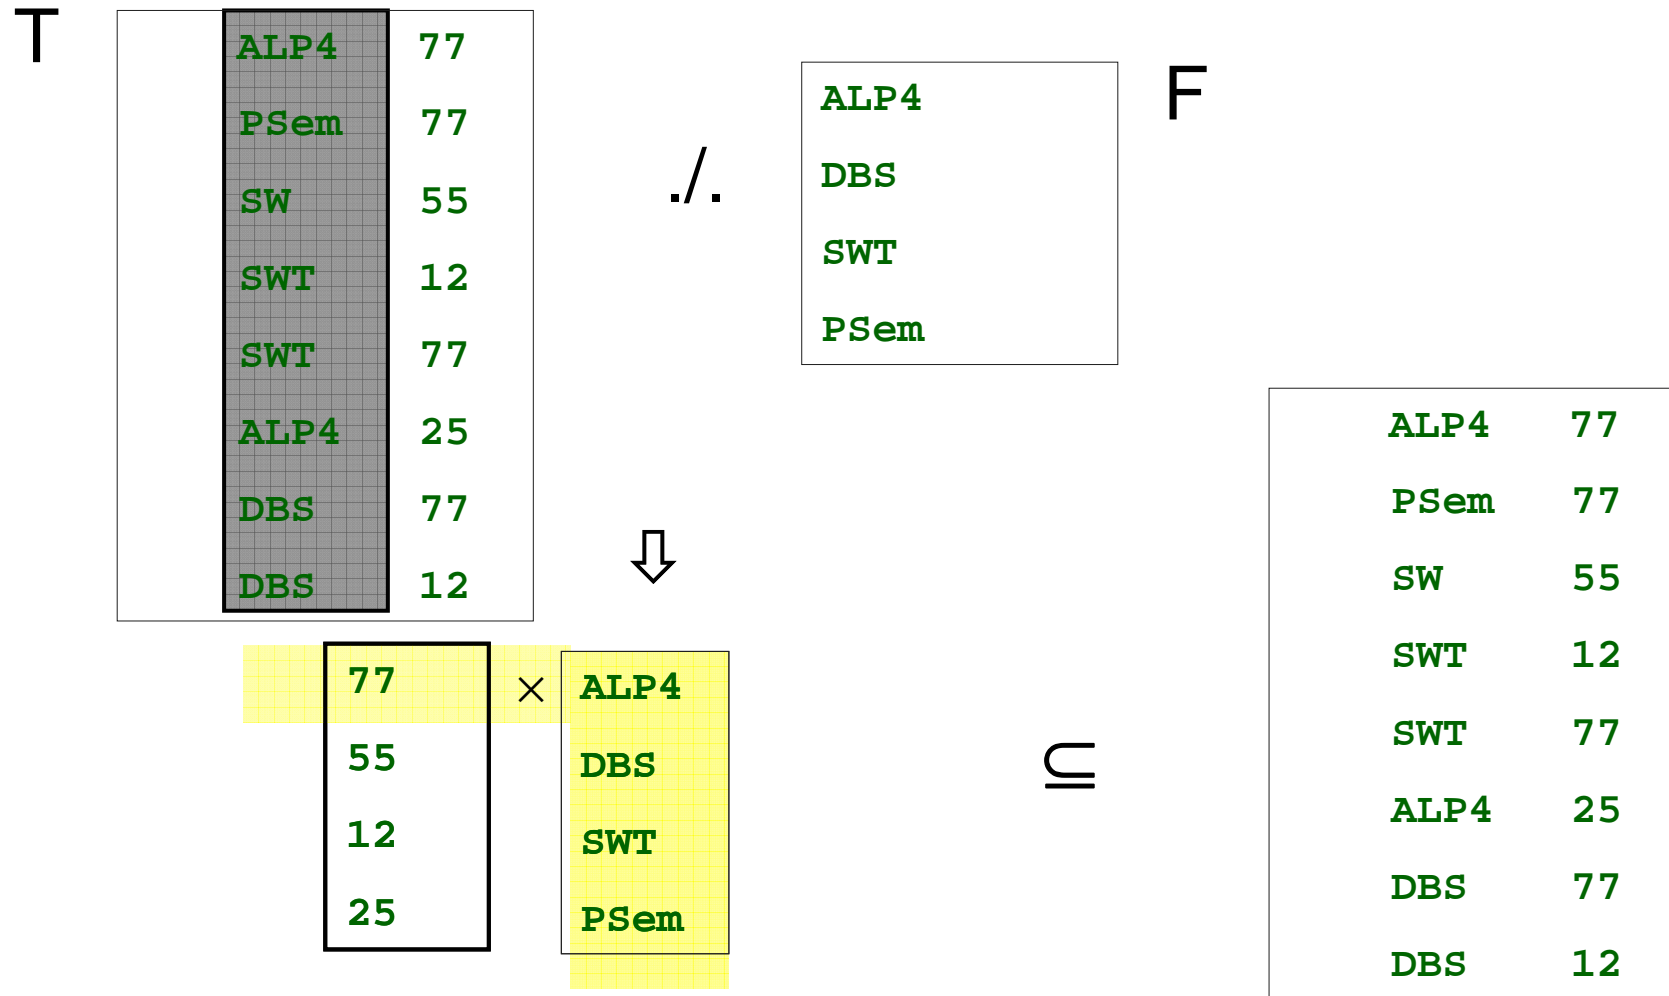 T
ALP4 77
PSem 77
SW 55
SWT 12
SWT 77
ALP4 25
DBS 77
DBS 12
./.
ALP4
DBS
SWT
PSem
F
⇩
77 × ALP4
55 DBS
12 SWT
25 PSem
⊆
ALP4 77
PSem 77
SW 55
SWT 12
SWT 77
ALP4 25
DBS 77
DBS 12